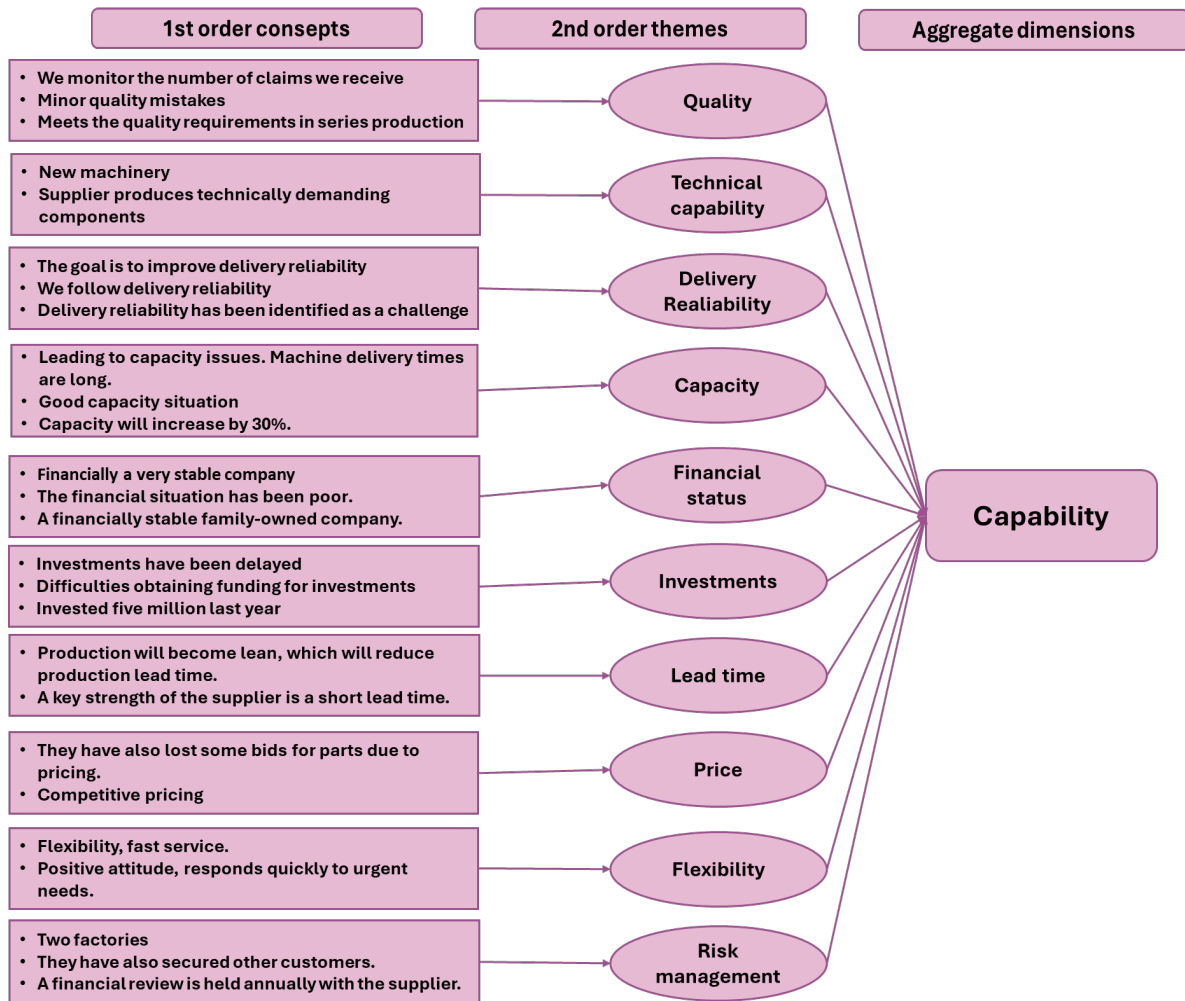 1st order consepts
2nd order themes
Aggregate dimensions
• We monitor the number of claims we receive
• Minor quality mistakes
• Meets the quality requirements in series production
Quality
• New machinery
• Supplier produces technically demanding
components
Technical
capability
• The goal is to improve delivery reliability
• We follow delivery reliability
• Delivery reliability has been identified as a challenge
Delivery
Realiability
• Leading to capacity issues. Machine delivery times
are long.
• Good capacity situation
• Capacity will increase by 30%.
Capacity
• Financially a very stable company
• The financial situation has been poor.
• A financially stable family-owned company.
Financial
status
Capability
• Investments have been delayed
• Difficulties obtaining funding for investments
• Invested five million last year
Investments
• Production will become lean, which will reduce
production lead time.
• A key strength of the supplier is a short lead time.
Lead time
• They have also lost some bids for parts due to
pricing.
• Competitive pricing
Price
• Flexibility, fast service.
• Positive attitude, responds quickly to urgent
needs.
Flexibility
• Two factories
• They have also secured other customers.
• A financial review is held annually with the supplier.
Risk
management